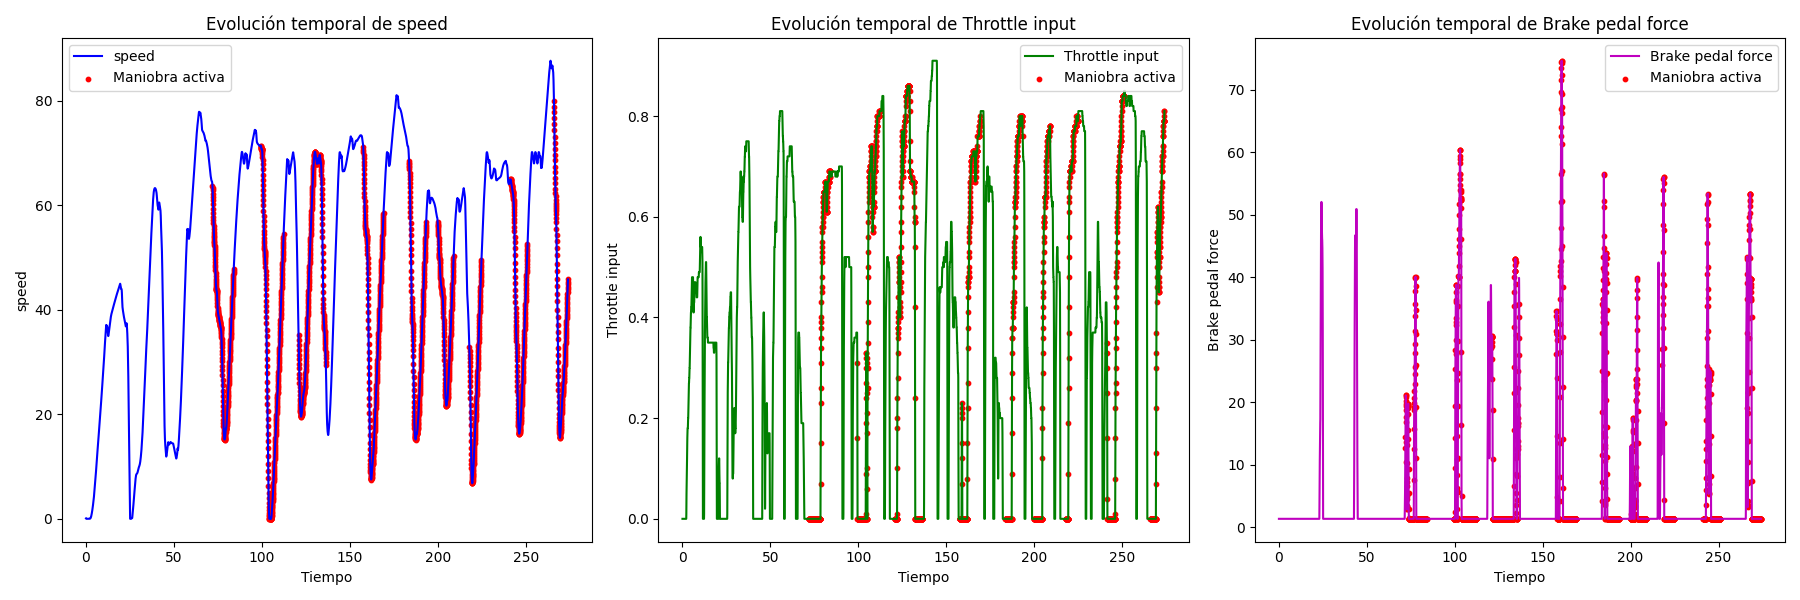 Evolución temporal de speed
speed
Maniobra activa
80
60
40
20
0
speed
0 50 100 150 200 250
Tiempo
Evolución temporal de Throttle input
Throttle input
Maniobra activa
0.8
0.6
0.4
0.2
0.0
Throttle input
0 50 100 150 200 250
Tiempo
Evolución temporal de Brake pedal force
Brake pedal force
Maniobra activa
70
60
50
40
30
20
10
0
Brake pedal force
0 50 100 150 200 250
Tiempo